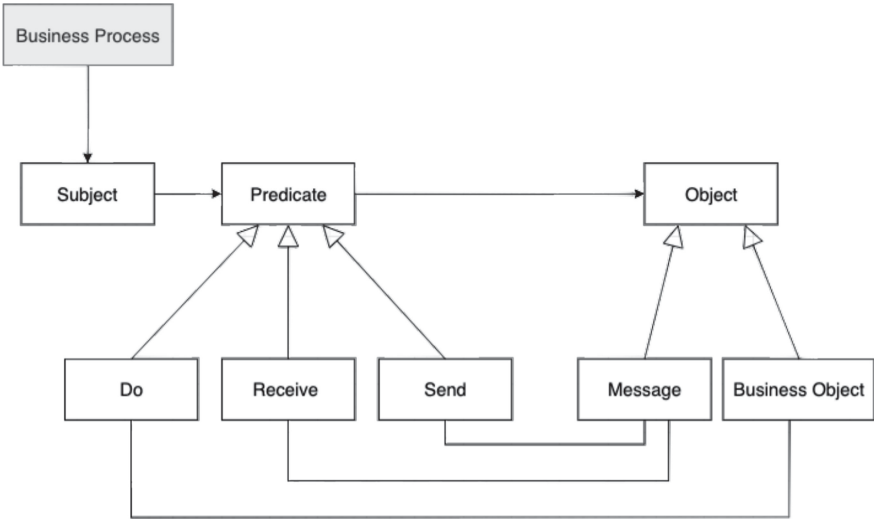 Business Process
Subject
Predicate
Object
Do
Receive
Send
Message
Business Object